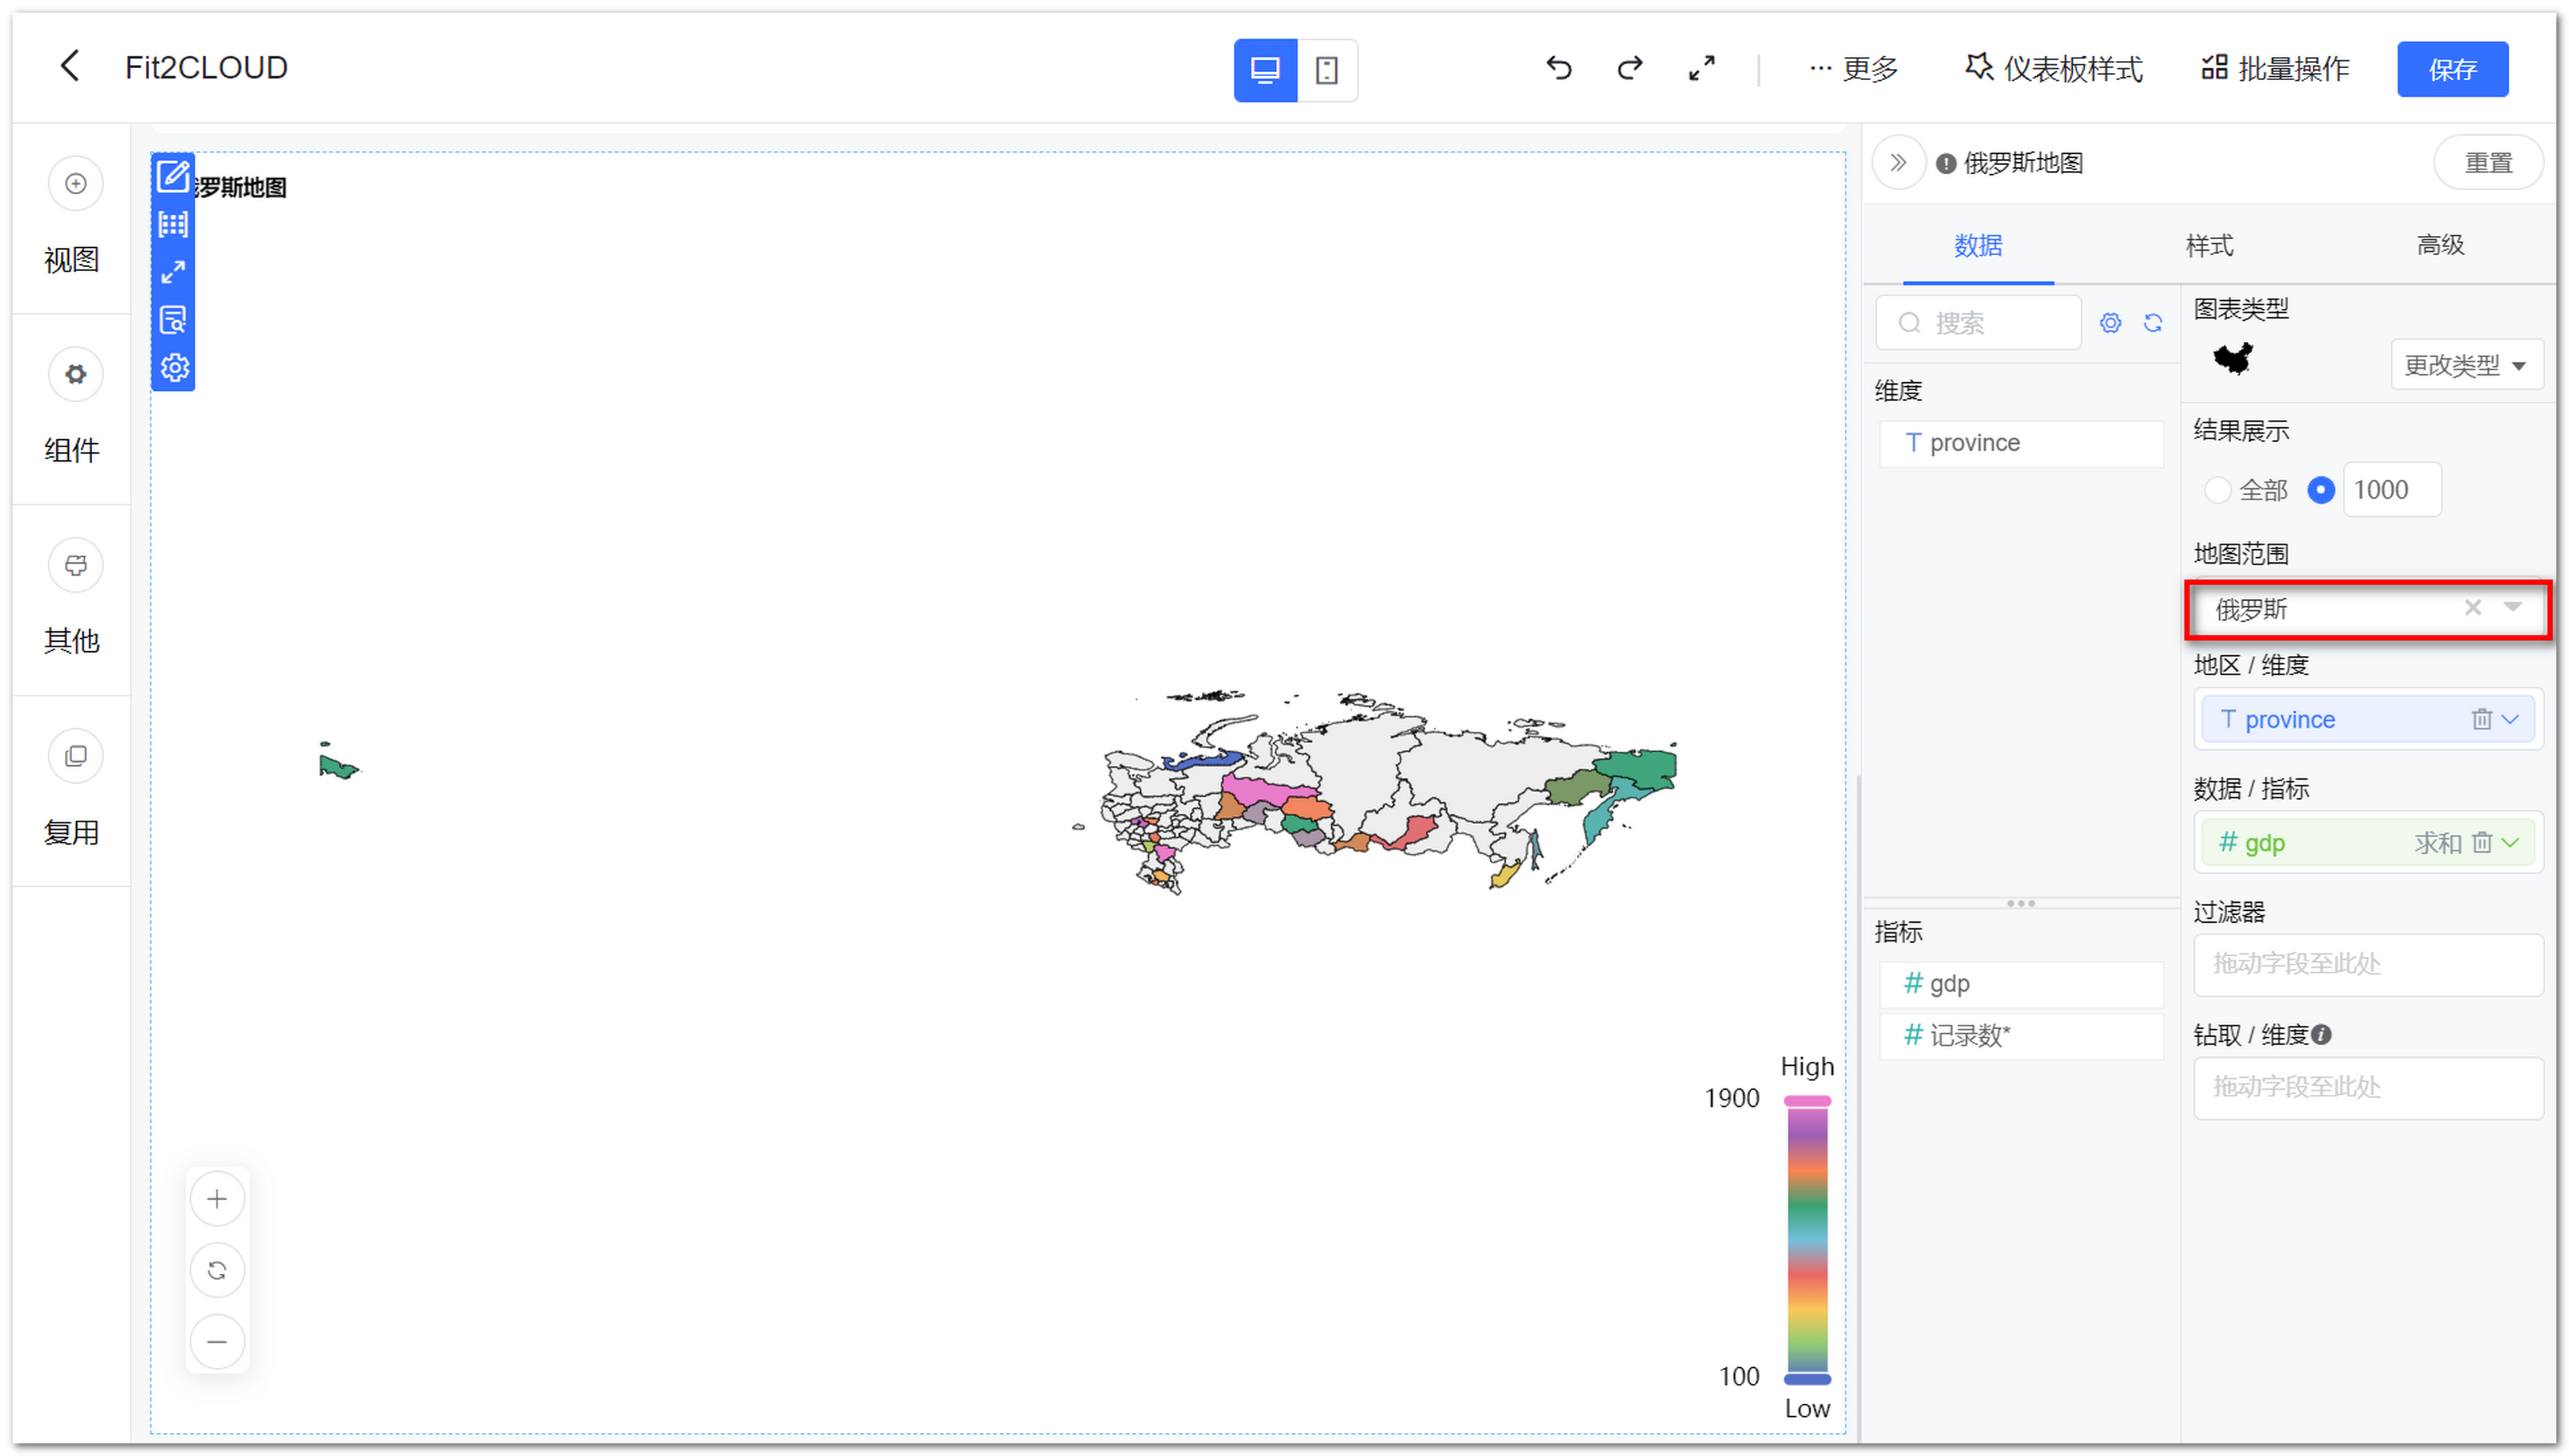 Fit2CLOUD
更多
仪表板样式
批量操作
保存
视图
组件
其他
复用
罗斯地图
High
1900
100
Low
俄罗斯地图
重置
数据
样式
高级
搜索
维度
T province
指标
# gdp
# 记录数*
图表类型
更改类型
结果展示
全部
1000
地图范围
俄罗斯
地区 / 维度
T province
数据 / 指标
# gdp 求和
过滤器
拖动字段至此处
钻取 / 维度
拖动字段至此处